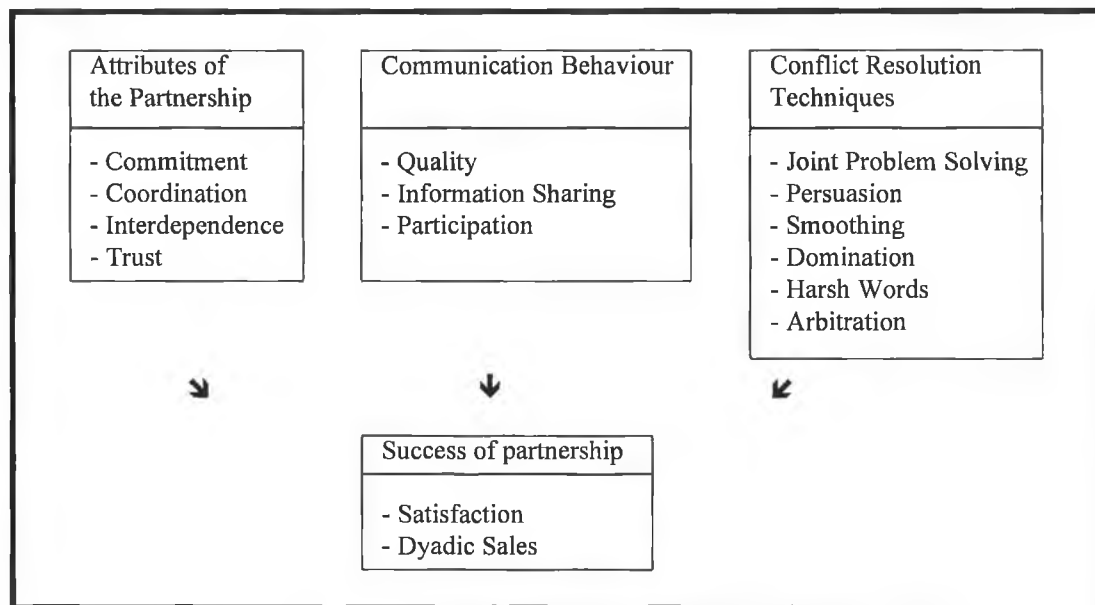 Attributes of
the Partnership
- Commitment
- Coordination
- Interdependence
- Trust
Communication Behaviour
- Quality
- Information Sharing
- Participation
Conflict Resolution
Techniques
- Joint Problem Solving
- Persuasion
- Smoothing
- Domination
- Harsh Words
- Arbitration
Success of partnership
- Satisfaction
- Dyadic Sales